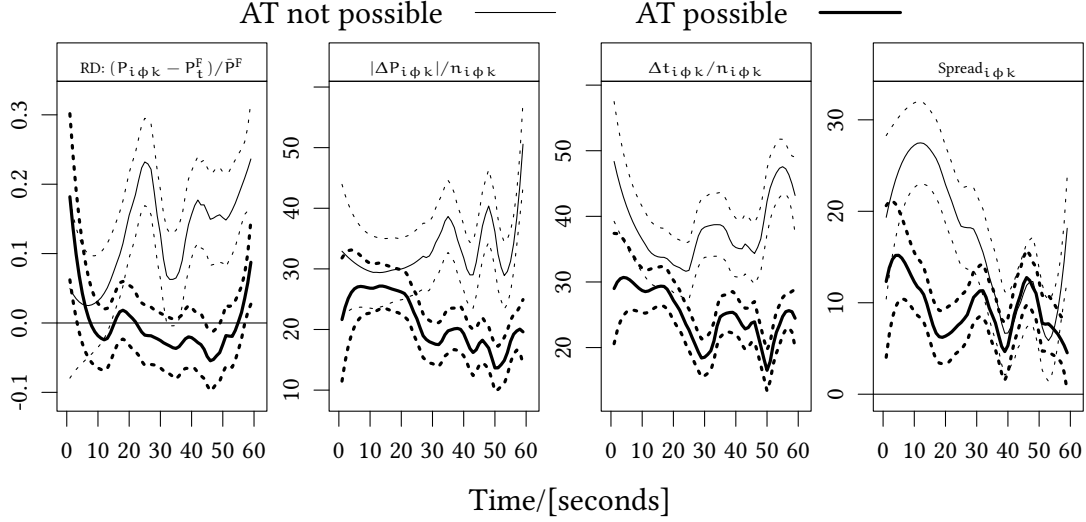 AT not possible AT possible
RD: (P_{iϕk} − P_t^F)/P̄^F |ΔP_{iϕk}|/n_{iϕk} Δt_{iϕk}/n_{iϕk} Spread_{iϕk}
0.3
0.2
0.1
0.0
-0.1
0 10 20 30 40 50 60
50
40
30
20
10
0 10 20 30 40 50 60
50
40
30
20
0 10 20 30 40 50 60
30
20
10
0
0 10 20 30 40 50 60
Time/[seconds]